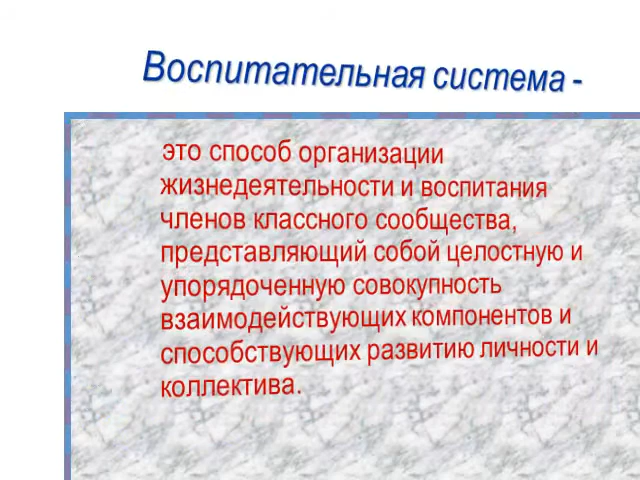 Воспитательная система -
это способ организации
жизнедеятельности и воспитания
членов классного сообщества,
представляющий собой целостную и
упорядоченную совокупность
взаимодействующих компонентов и
способствующих развитию личности и
коллектива.